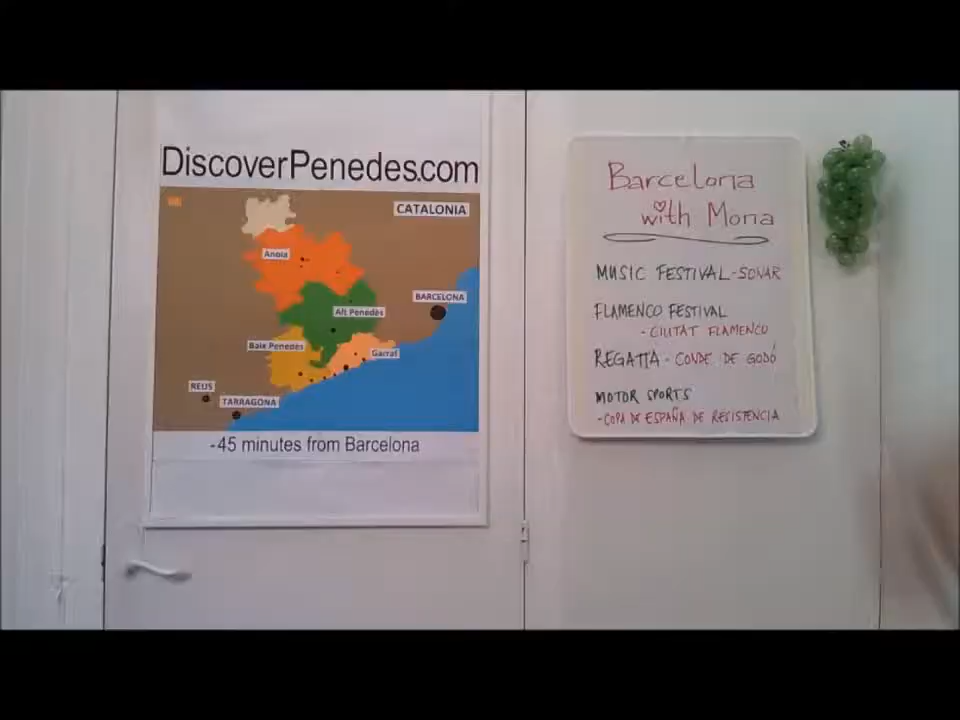 DiscoverPenedes.com
CATALONIA
Anoia
BARCELONA
Alt Penedès
Baix Penedès
Garraf
REUS
TARRAGONA
-45 minutes from Barcelona
Barcelona
with Mona
MUSIC FESTIVAL-SONAR
FLAMENCO FESTIVAL
-CIUTAT FLAMENCO
REGATTA - CONDE DE GODÓ
MOTOR SPORTS
-COPA DE ESPAÑA DE RESISTENCIA